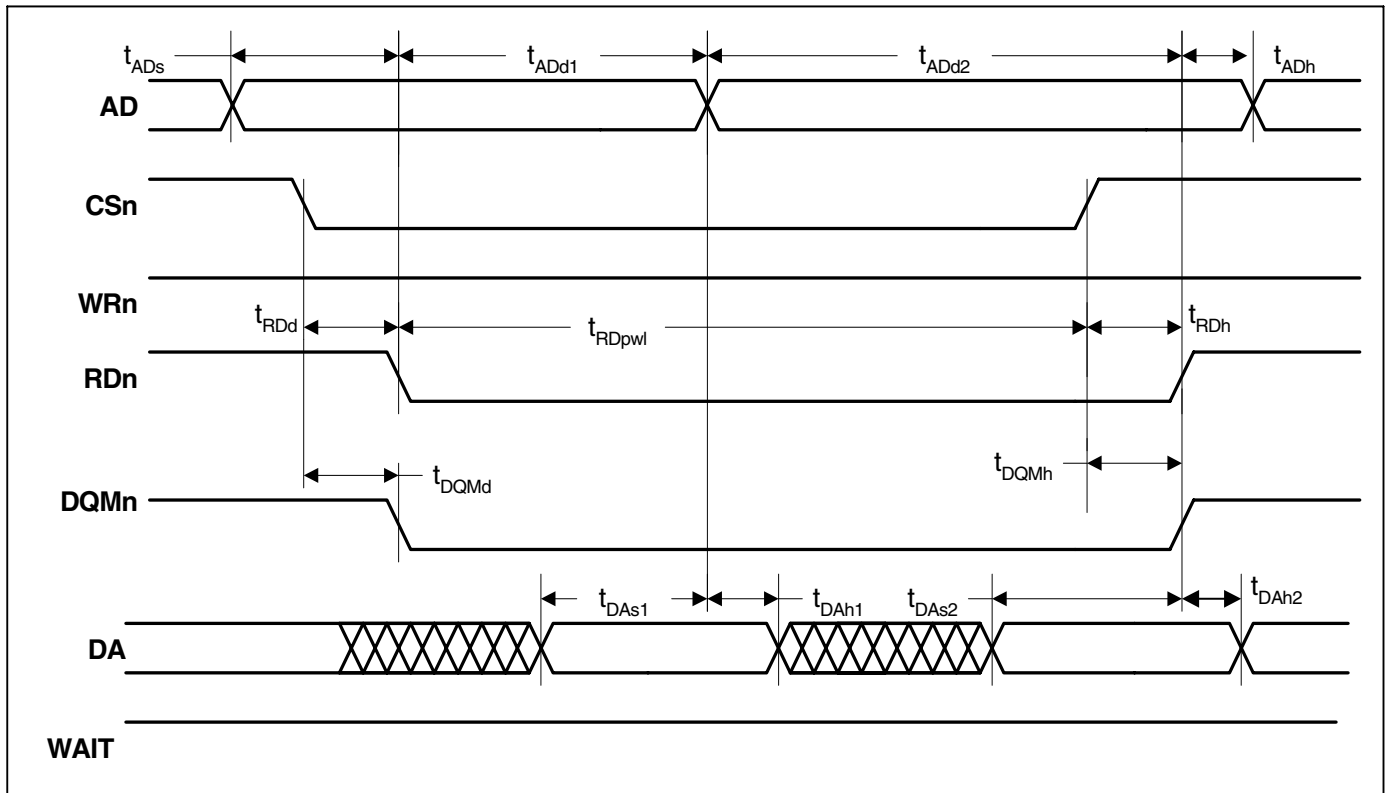 tADs
tADd1
tADd2
tADh
AD
CSn
WRn
tRDd
tRDpwl
tRDh
RDn
tDQMd
tDQMh
DQMn
tDAs1
tDAh1
tDAs2
tDAh2
DA
WAIT